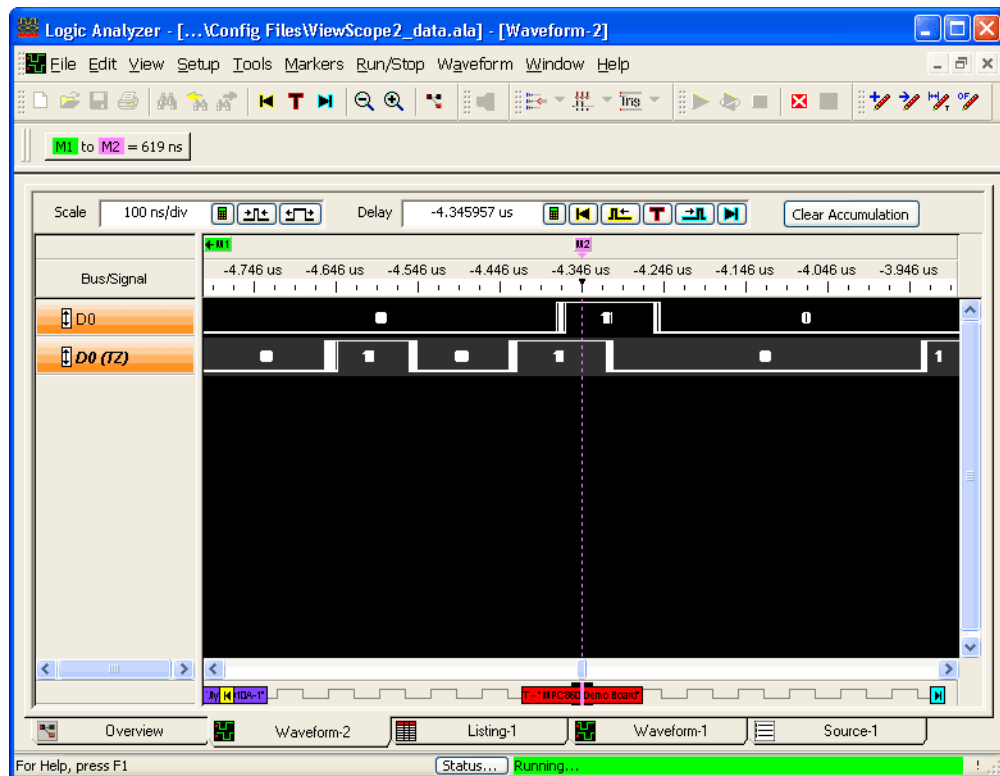 Logic Analyzer - [...\Config Files\ViewScope2_data.ala] - [Waveform-2]
File Edit View Setup Tools Markers Run/Stop Waveform Window Help
T
M1 to M2 = 619 ns
Scale 100 ns/div Delay -4.345957 us T Clear Accumulation
M1 M2
Bus/Signal -4.746 us -4.646 us -4.546 us -4.446 us -4.346 us -4.246 us -4.146 us -4.046 us -3.946 us
D0 1 0
D0 (TZ) 1 1 1
T - "MPC860 Demo Board"
Overview Waveform-2 Listing-1 Waveform-1 Source-1
For Help, press F1 Status... Running... !